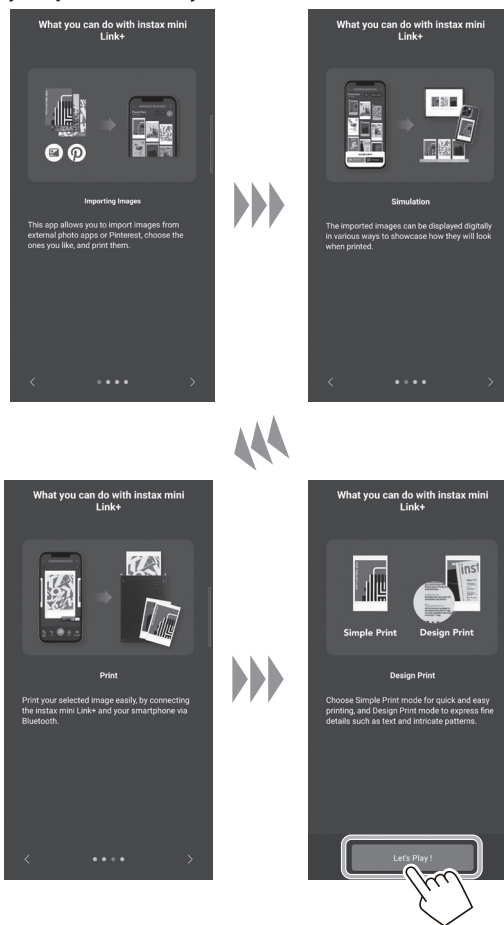 What you can do with instax mini
Link+
Importing Images
This app allows you to import images from
external photo apps or Pinterest, choose the
ones you like, and print them.
What you can do with instax mini
Link+
Simulation
The imported images can be displayed digitally
in various ways to showcase how they will look
when printed.
What you can do with instax mini
Link+
Print
Print your selected image easily, by connecting
the instax mini Link+ and your smartphone via
Bluetooth.
What you can do with instax mini
Link+
inst
Simple Print
Design Print
Design Print
Choose Simple Print mode for quick and easy
printing, and Design Print mode to express fine
details such as text and intricate patterns.
Let's Play !